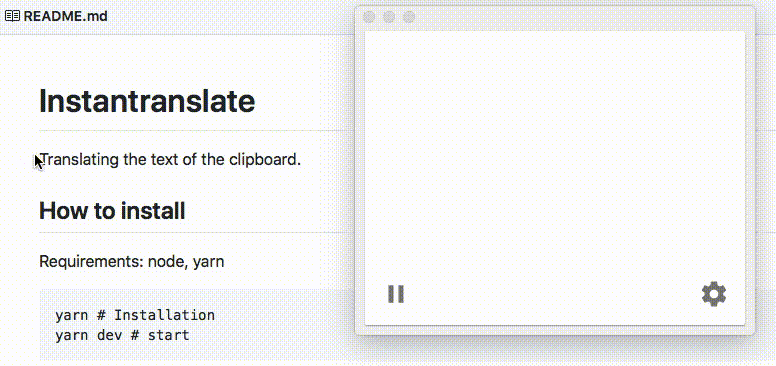 README.md
Instantranslate
Translating the text of the clipboard.
How to install
Requirements: node, yarn
yarn # Installation
yarn dev # start